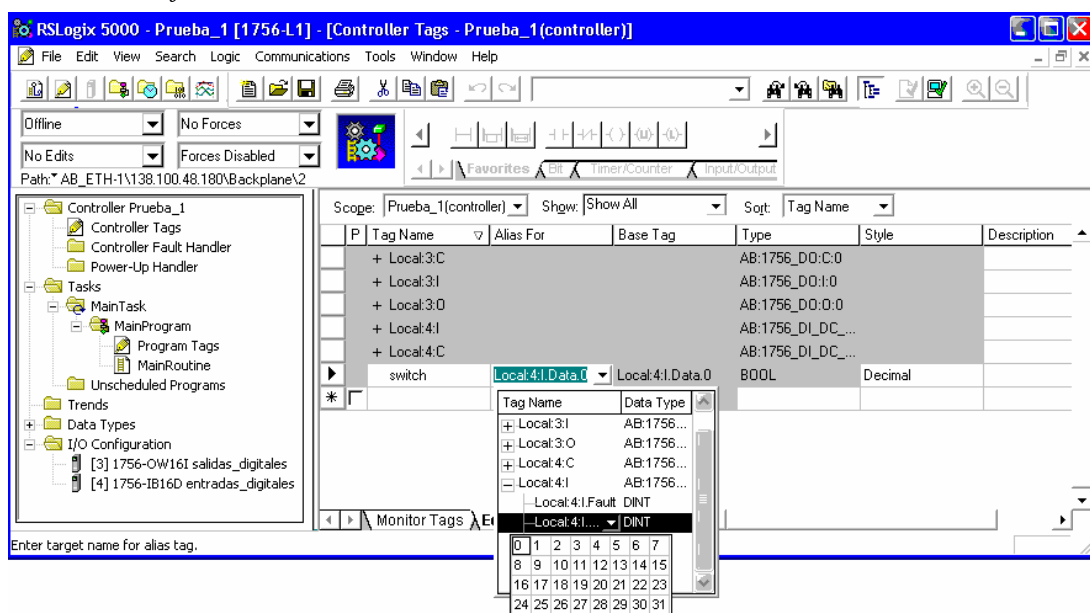 RSLogix 5000 - Prueba_1 [1756-L1] - [Controller Tags - Prueba_1(controller)]
File Edit View Search Logic Communications Tools Window Help
Offline No Forces
No Edits Forces Disabled
Favorites Bit Timer/Counter Input/Output
Path:* AB_ETH-1\138.100.48.180\Backplane\2
Controller Prueba_1
Controller Tags
Controller Fault Handler
Power-Up Handler
Tasks
MainTask
MainProgram
Program Tags
MainRoutine
Unscheduled Programs
Trends
Data Types
I/O Configuration
[3] 1756-OW16I salidas_digitales
[4] 1756-IB16D entradas_digitales
Scope: Prueba_1(controller) Show: Show All Sort: Tag Name
P Tag Name Alias For Base Tag Type Style Description
+ Local:3:C AB:1756_DO:C:0
+ Local:3:I AB:1756_DO:I:0
+ Local:3:O AB:1756_DO:O:0
+ Local:4:I AB:1756_DI_DC_...
+ Local:4:C AB:1756_DI_DC_...
switch Local:4:I.Data.0 Local:4:I.Data.0 BOOL Decimal
Tag Name Data Type
Local:3:I AB:1756...
Local:3:O AB:1756...
Local:4:C AB:1756...
Local:4:I AB:1756...
Local:4:I.Fault DINT
Local:4:I.... DINT
0 1 2 3 4 5 6 7
8 9 10 11 12 13 14 15
16 17 18 19 20 21 22 23
24 25 26 27 28 29 30 31
Monitor Tags
Enter target name for alias tag.